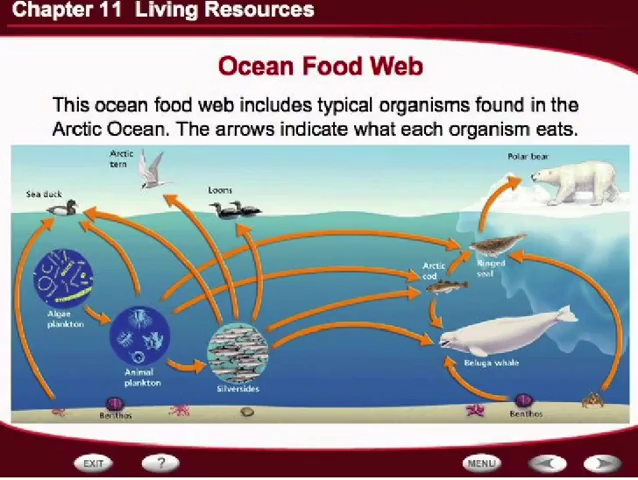 Chapter 11 Living Resources
Ocean Food Web
This ocean food web includes typical organisms found in the
Arctic Ocean. The arrows indicate what each organism eats.
Arctic
tern
Polar bear
Sea duck
Loons
Arctic
cod
Ringed
seal
Algae
plankton
Animal
plankton
Silversides
Beluga whale
Benthos
Benthos
EXIT
?
MENU